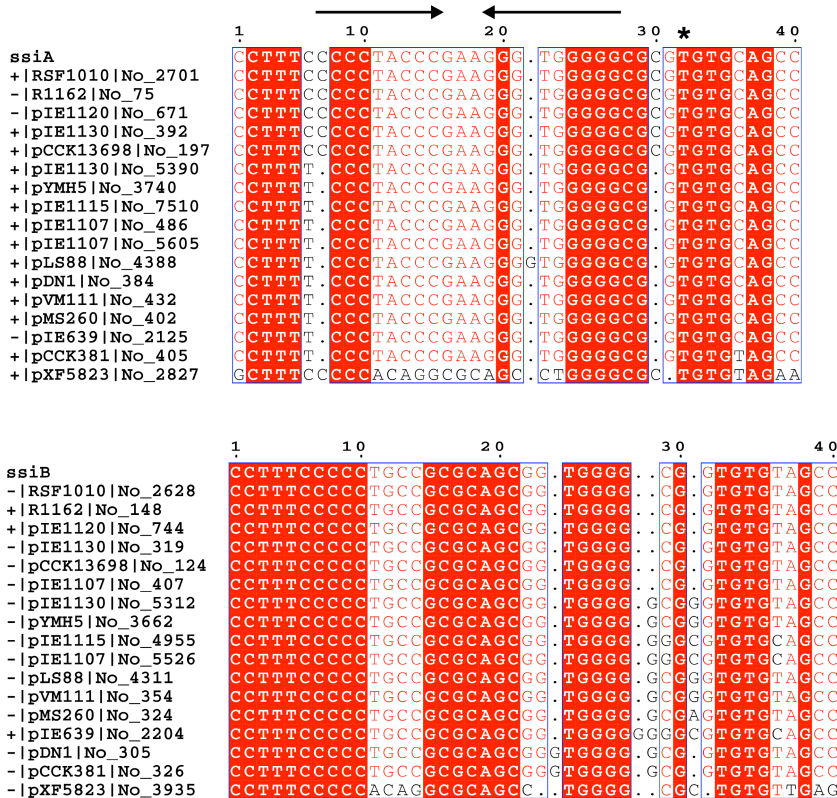 1 10 20 30 * 40
ssiA CCTTTCCCCCTACCCGAAGGG.TGGGGGCGCGTGTGCAGCC
+|RSF1010|No_2701 CCTTTCCCCCTACCCGAAGGG.TGGGGGCGCGTGTGCAGCC
-|R1162|No_75 CCTTTCCCCCTACCCGAAGGG.TGGGGGCGCGTGTGCAGCC
-|pIE1120|No_671 CCTTTCCCCCTACCCGAAGGG.TGGGGGCGCGTGTGCAGCC
+|pIE1130|No_392 CCTTTCCCCCTACCCGAAGGG.TGGGGGCGCGTGTGCAGCC
+|pCCK13698|No_197 CCTTTCCCCCTACCCGAAGGG.TGGGGGCGCGTGTGCAGCC
+|pIE1130|No_5390 CCTTTT.CCCTACCCGAAGGG.TGGGGGCG.GTGTGCAGCC
+|pYMH5|No_3740 CCTTTT.CCCTACCCGAAGGG.TGGGGGCG.GTGTGCAGCC
+|pIE1115|No_7510 CCTTTT.CCCTACCCGAAGGG.TGGGGGCG.GTGTGCAGCC
+|pIE1107|No_486 CCTTTT.CCCTACCCGAAGGG.TGGGGGCG.GTGTGCAGCC
+|pIE1107|No_5605 CCTTTT.CCCTACCCGAAGGG.TGGGGGCG.GTGTGCAGCC
+|pLS88|No_4388 CCTTTT.CCCTACCCGAAGGGGTGGGGGCG.GTGTGCAGCC
+|pDN1|No_384 CCTTTT.CCCTACCCGAAGGG.TGGGGGCG.GTGTGCAGCC
+|pVM111|No_432 CCTTTT.CCCTACCCGAAGGG.TGGGGGCG.GTGTGCAGCC
+|pMS260|No_402 CCTTTT.CCCTACCCGAAGGG.TGGGGGCG.GTGTGCAGCC
-|pIE639|No_2125 CCTTTT.CCCTACCCGAAGGG.TGGGGGCG.GTGTGCAGCC
+|pCCK381|No_405 CCTTTT.CCCTACCCGAAGGG.TGGGGGCG.GTGTGTAGCC
+|pXF5823|No_2827 GCTTTCCCCCACAGGCGCAGC.CTGGGGCGC.TGTGTAGAA
1 10 20 30 40
ssiB CCTTTCCCCCTGCCGCGCAGCGG.TGGGG..CG.GTGTGTAGCC
-|RSF1010|No_2628 CCTTTCCCCCTGCCGCGCAGCGG.TGGGG..CG.GTGTGTAGCC
+|R1162|No_148 CCTTTCCCCCTGCCGCGCAGCGG.TGGGG..CG.GTGTGTAGCC
+|pIE1120|No_744 CCTTTCCCCCTGCCGCGCAGCGG.TGGGG..CG.GTGTGTAGCC
-|pIE1130|No_319 CCTTTCCCCCTGCCGCGCAGCGG.TGGGG..CG.GTGTGTAGCC
-|pCCK13698|No_124 CCTTTCCCCCTGCCGCGCAGCGG.TGGGG..CG.GTGTGTAGCC
-|pIE1107|No_407 CCTTTCCCCCTGCCGCGCAGCGG.TGGGG..CG.GTGTGTAGCC
-|pIE1130|No_5312 CCTTTCCCCCTGCCGCGCAGCGG.TGGGG.GCGGGTGTGTAGCC
-|pYMH5|No_3662 CCTTTCCCCCTGCCGCGCAGCGG.TGGGG.GCGGGTGTGTAGCC
-|pIE1115|No_4955 CCTTTCCCCCTGCCGCGCAGCGG.TGGGG.GGGCGTGTGCAGCC
-|pIE1107|No_5526 CCTTTCCCCCTGCCGCGCAGCGG.TGGGG.GGGCGTGTGCAGCC
-|pLS88|No_4311 CCTTTCCCCCTGCCGCGCAGCGG.TGGGG.GCG.GTGTGTAGCC
-|pVM111|No_354 CCTTTCCCCCTGCCGCGCAGCGG.TGGGG.GCG.GTGTGTAGCC
-|pMS260|No_324 CCTTTCCCCCTGCCGCGCAGCGG.TGGGG.GCGAGTGTGTAGCC
+|pIE639|No_2204 CCTTTCCCCCTGCCGCGCAGCGG.TGGGGGGGGCGTGTGCAGCC
-|pDN1|No_305 CCTTTCCCCCTGCCGCGCAGCGGGTGGGG.GCG.GTGTGTAGCC
-|pCCK381|No_326 CCTTTCCCCCTGCCGCGCAGCGGGTGGGG.GCG.GTGTGTAGCC
-|pXF5823|No_3935 CCTTTCCCCCACAGGCGCAGCC..TGGGG.GCGC.TGTGTTGAG